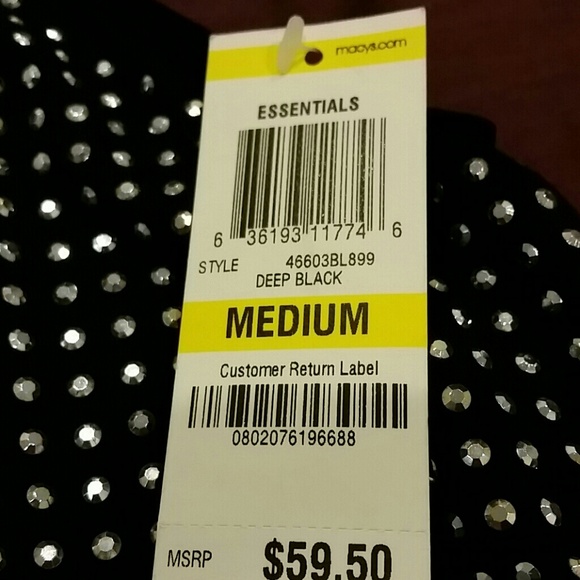 macys.com
ESSENTIALS
6 36193 11774 6
STYLE 46603BL899
DEEP BLACK
MEDIUM
Customer Return Label
0802076196688
MSRP $59.50